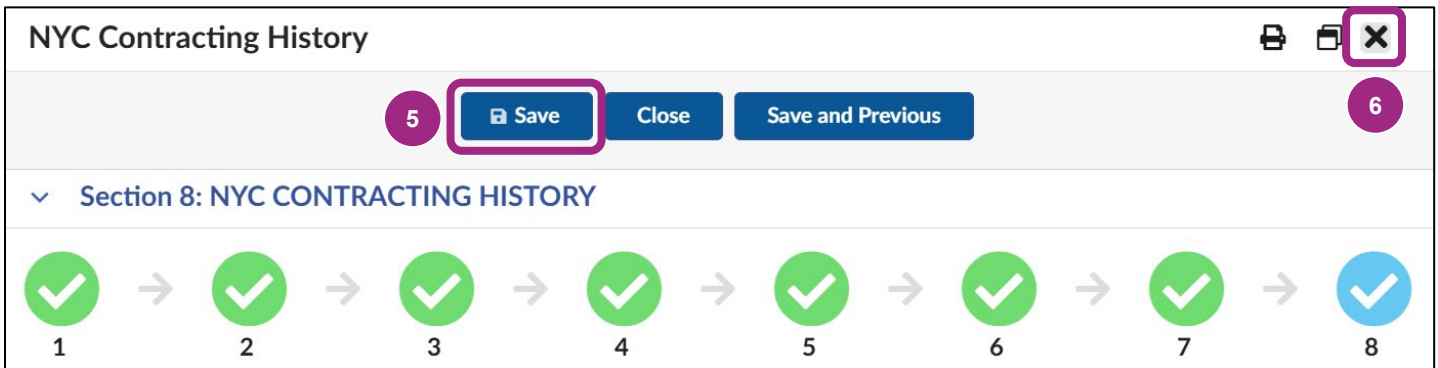 NYC Contracting History
5 Save Close Save and Previous 6
Section 8: NYC CONTRACTING HISTORY
1 2 3 4 5 6 7 8